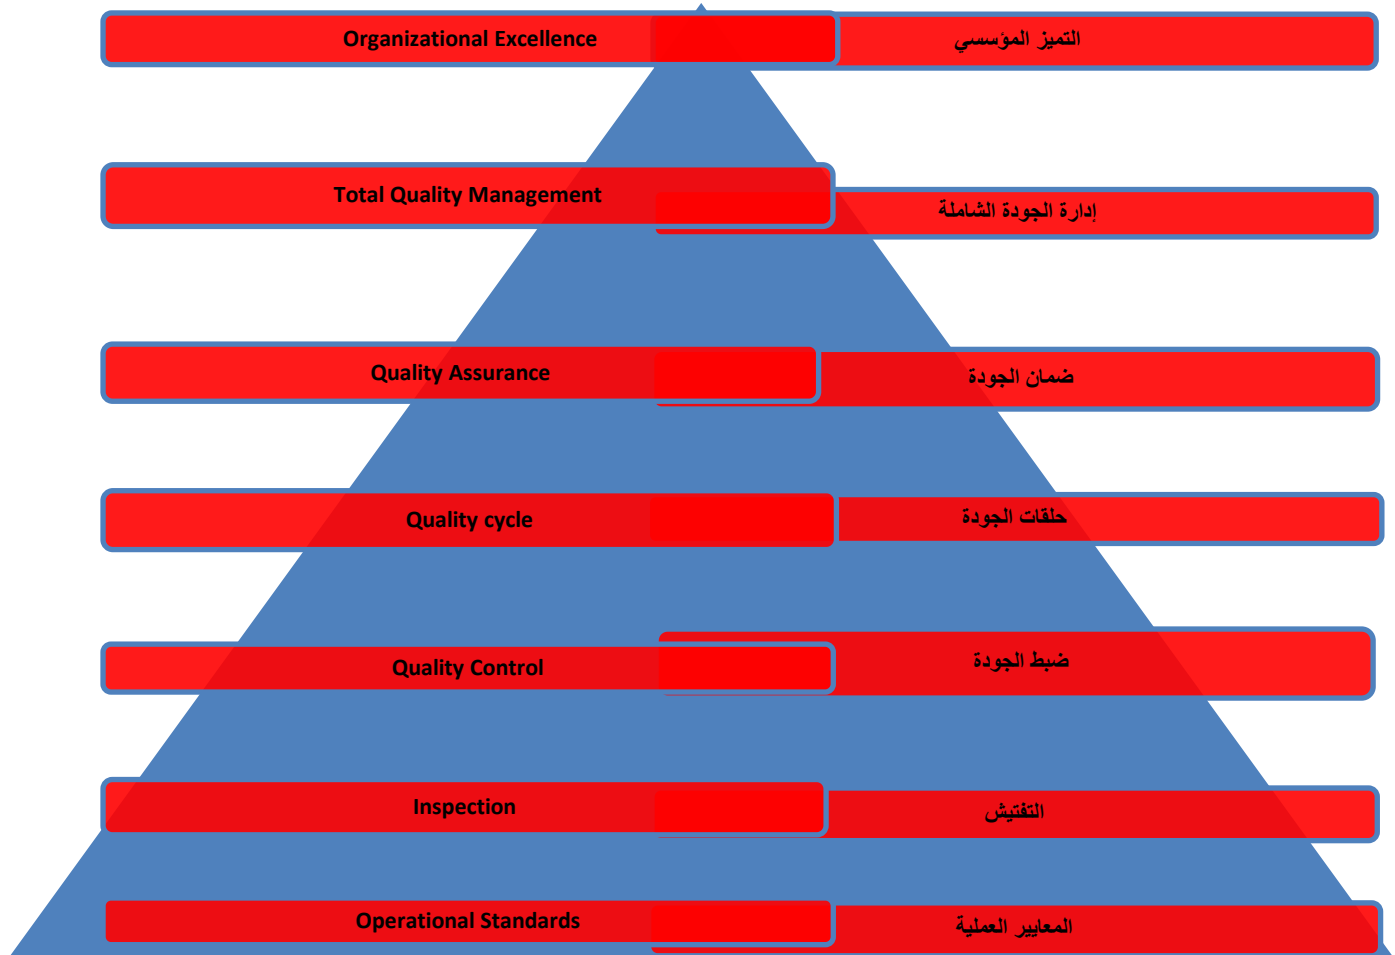 Organizational Excellence
التميز المؤسسي
Total Quality Management
إدارة الجودة الشاملة
Quality Assurance
ضمان الجودة
Quality cycle
حلقات الجودة
Quality Control
ضبط الجودة
Inspection
التفتيش
Operational Standards
المعايير العملية